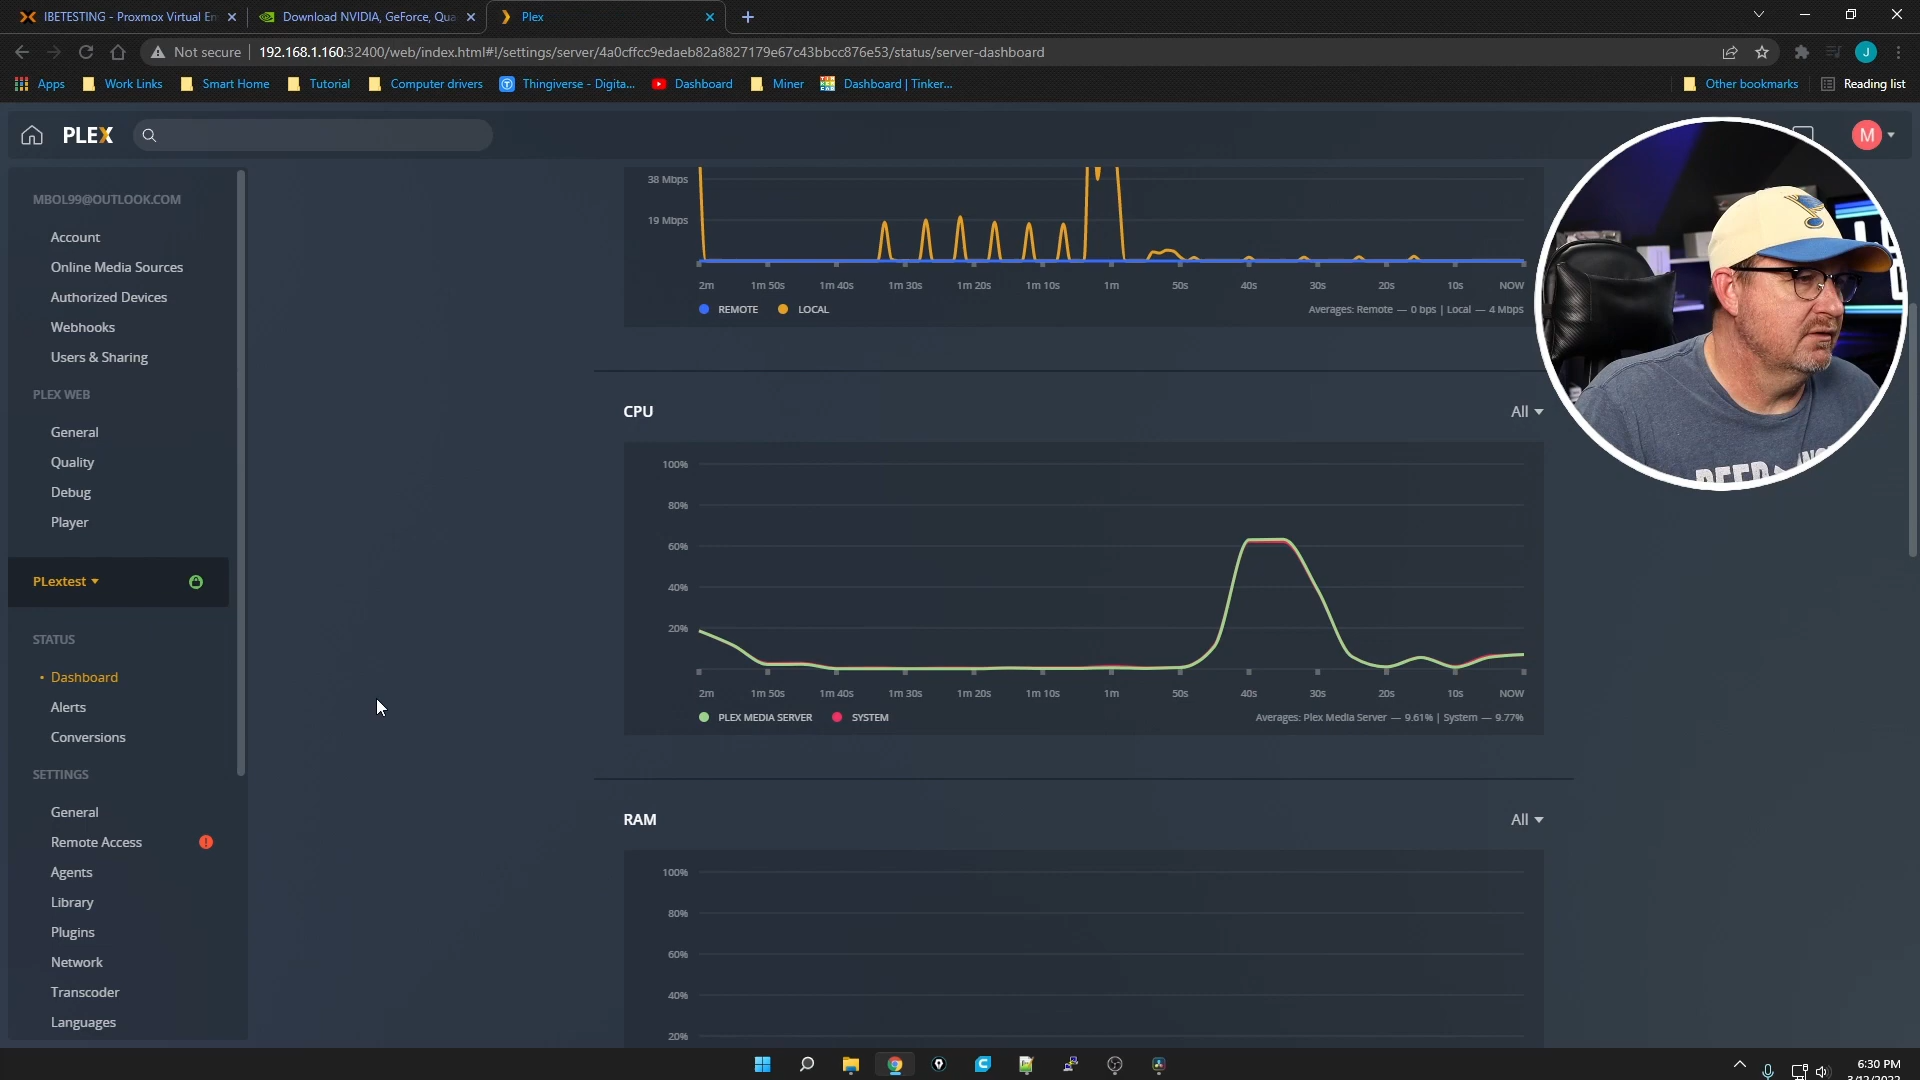 IBETESTING - Proxmox Virtual En
Download NVIDIA, GeForce, Qua
Plex
Not secure
192.168.1.160:32400/web/index.html#!/settings/server/4a0cffcc9edaeb82a8827179e67c43bbcc876e53/status/server-dashboard
J
Apps
Work Links
Smart Home
Tutorial
Computer drivers
Thingiverse - Digita...
Dashboard
Miner
Dashboard | Tinker...
Other bookmarks
Reading list
PLEX
M
MBOL99@OUTLOOK.COM
Account
Online Media Sources
Authorized Devices
Webhooks
Users & Sharing
PLEX WEB
General
Quality
Debug
Player
PLextest
STATUS
Dashboard
Alerts
Conversions
SETTINGS
General
Remote Access
Agents
Library
Plugins
Network
Transcoder
Languages
38 Mbps
19 Mbps
2m 1m 50s 1m 40s 1m 30s 1m 20s 1m 10s 1m 50s 40s 30s 20s 10s NOW
REMOTE LOCAL
Averages: Remote — 0 bps | Local — 4 Mbps
CPU
All
100%
80%
60%
40%
20%
2m 1m 50s 1m 40s 1m 30s 1m 20s 1m 10s 1m 50s 40s 30s 20s 10s NOW
PLEX MEDIA SERVER SYSTEM
Averages: Plex Media Server — 9.61% | System — 9.77%
RAM
All
100%
80%
60%
40%
20%
6:30 PM
3/12/2022